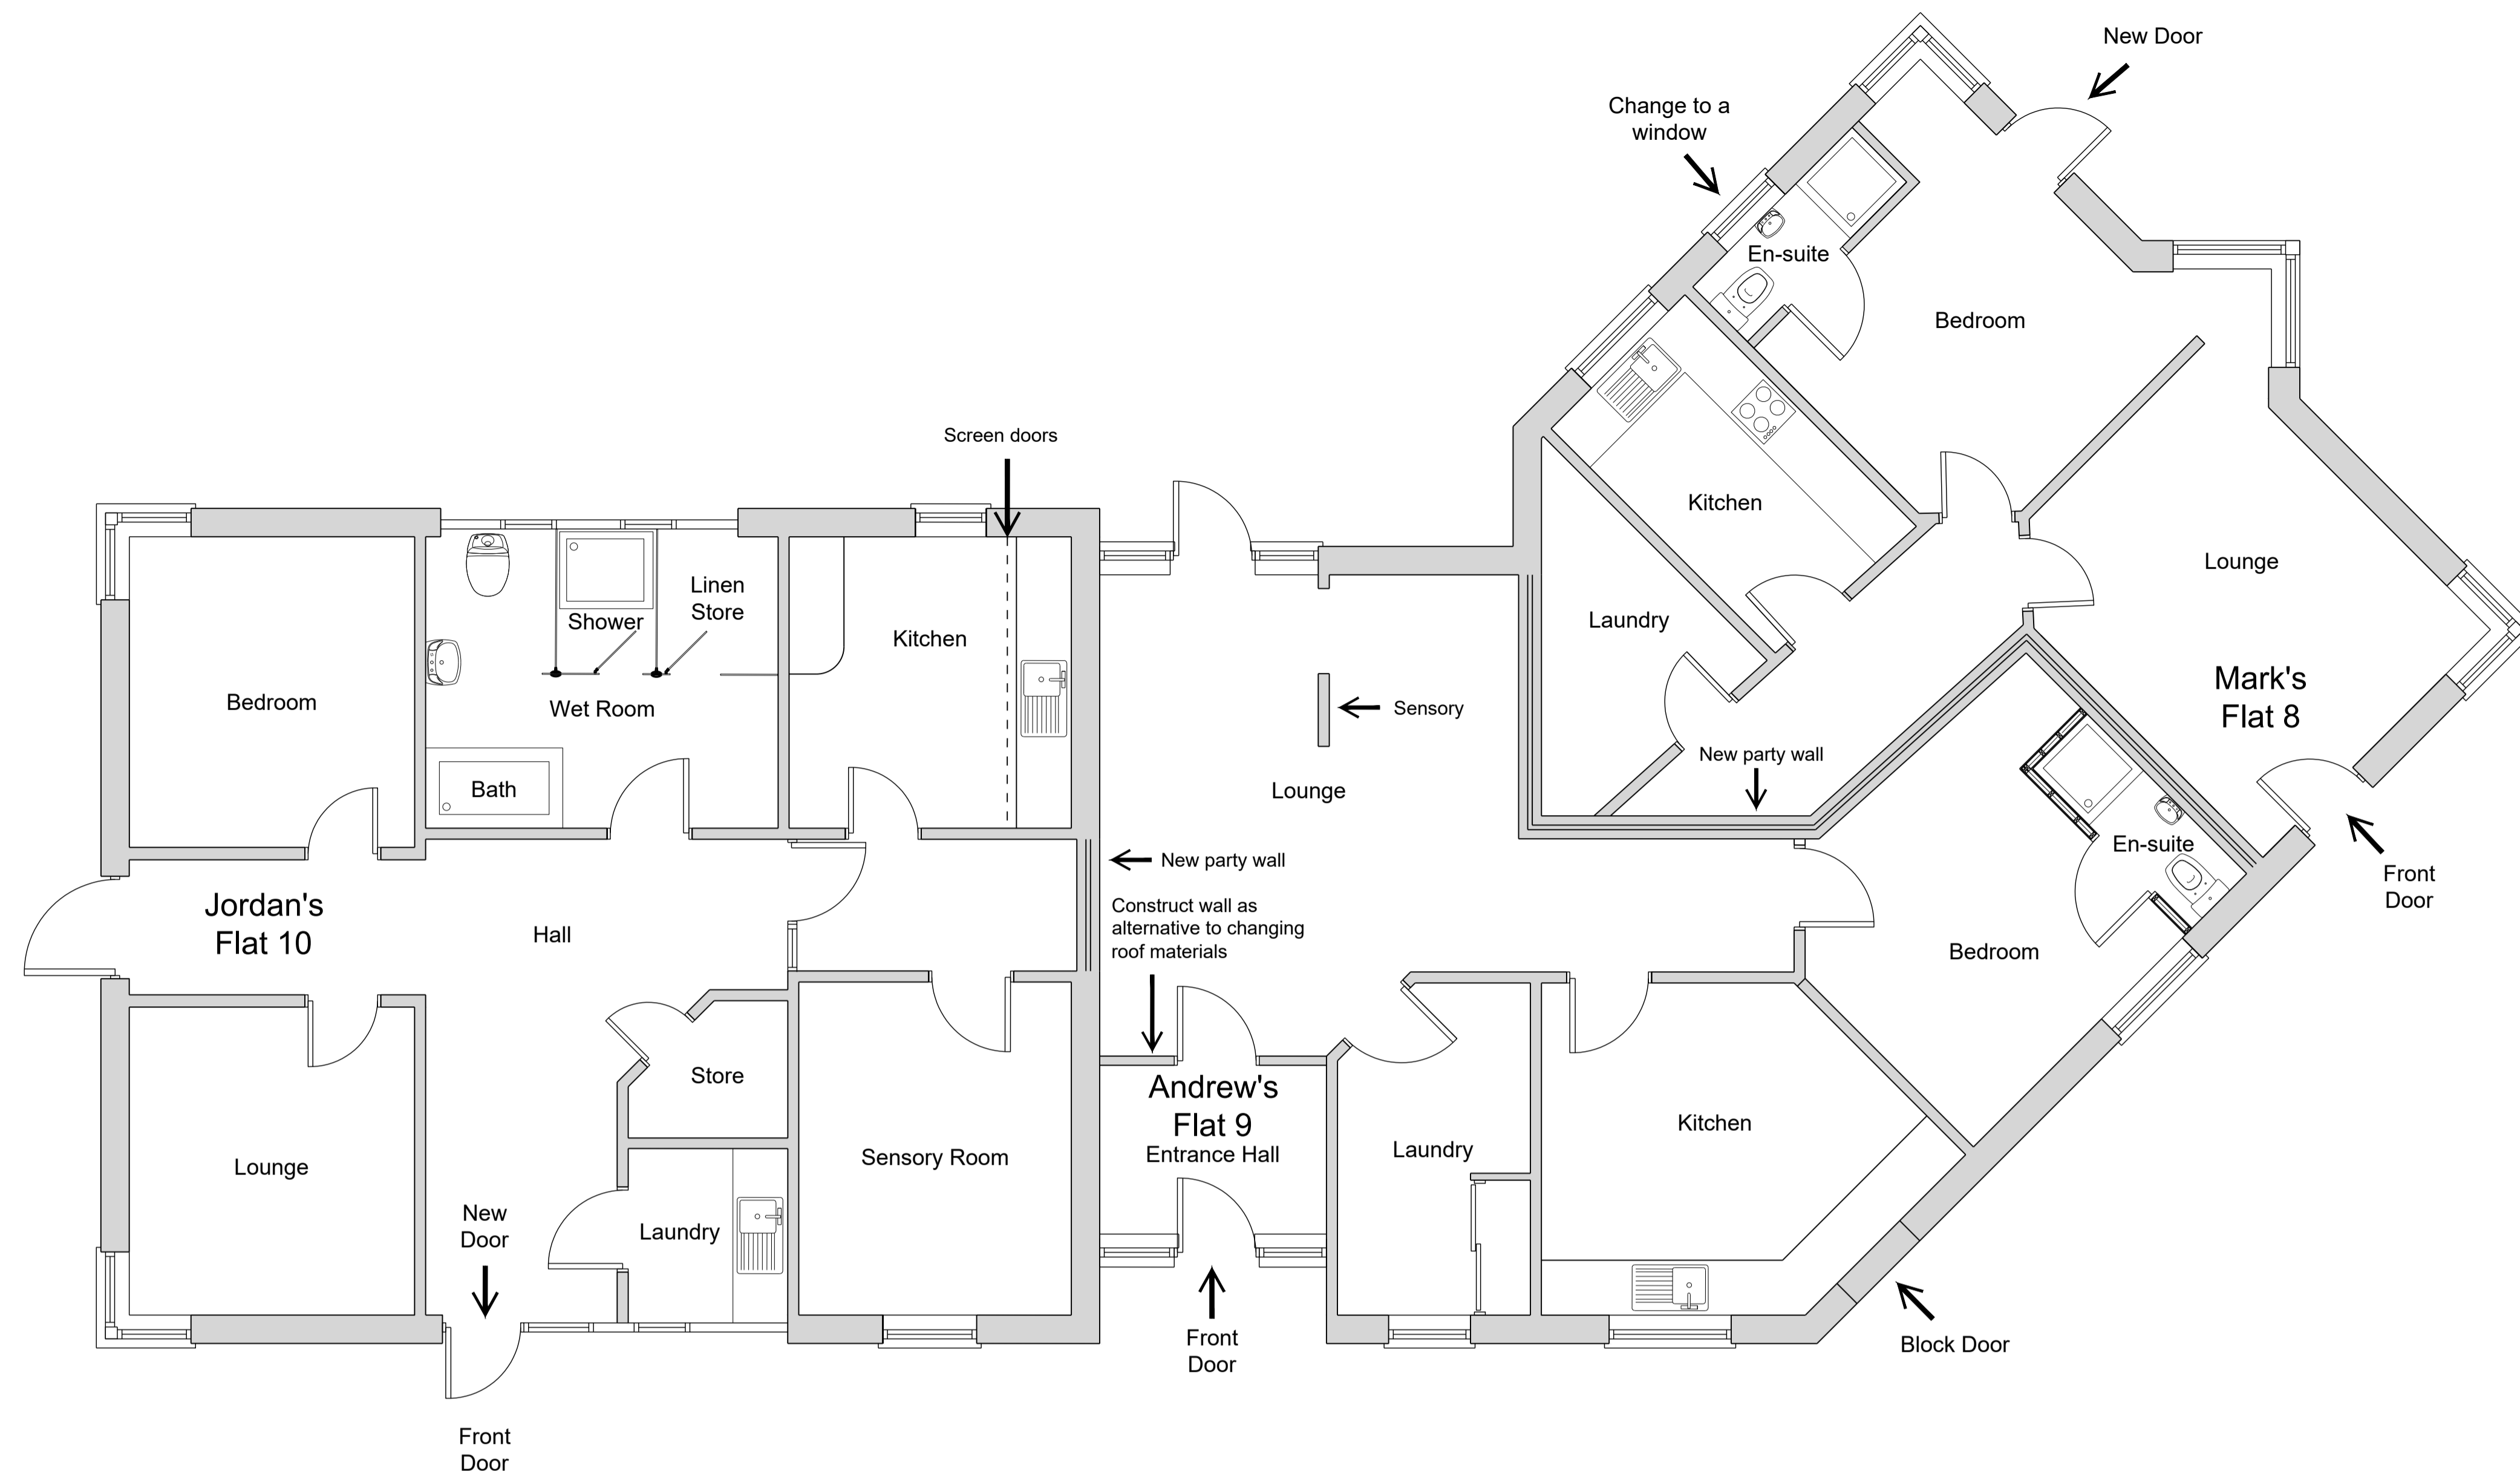 New Door
Change to a
window
En-suite
Bedroom
Screen doors
Kitchen
Lounge
Linen
Store
Shower
Kitchen
Laundry
Bedroom
Wet Room
Sensory
Mark's
Flat 8
New party wall
Bath
Lounge
En-suite
New party wall
Front
Door
Jordan's
Flat 10
Hall
Construct wall as
alternative to changing
roof materials
Bedroom
Store
Andrew's
Flat 9
Entrance Hall
Kitchen
Lounge
Sensory Room
Laundry
New
Door
Laundry
Front
Door
Block Door
Front
Door